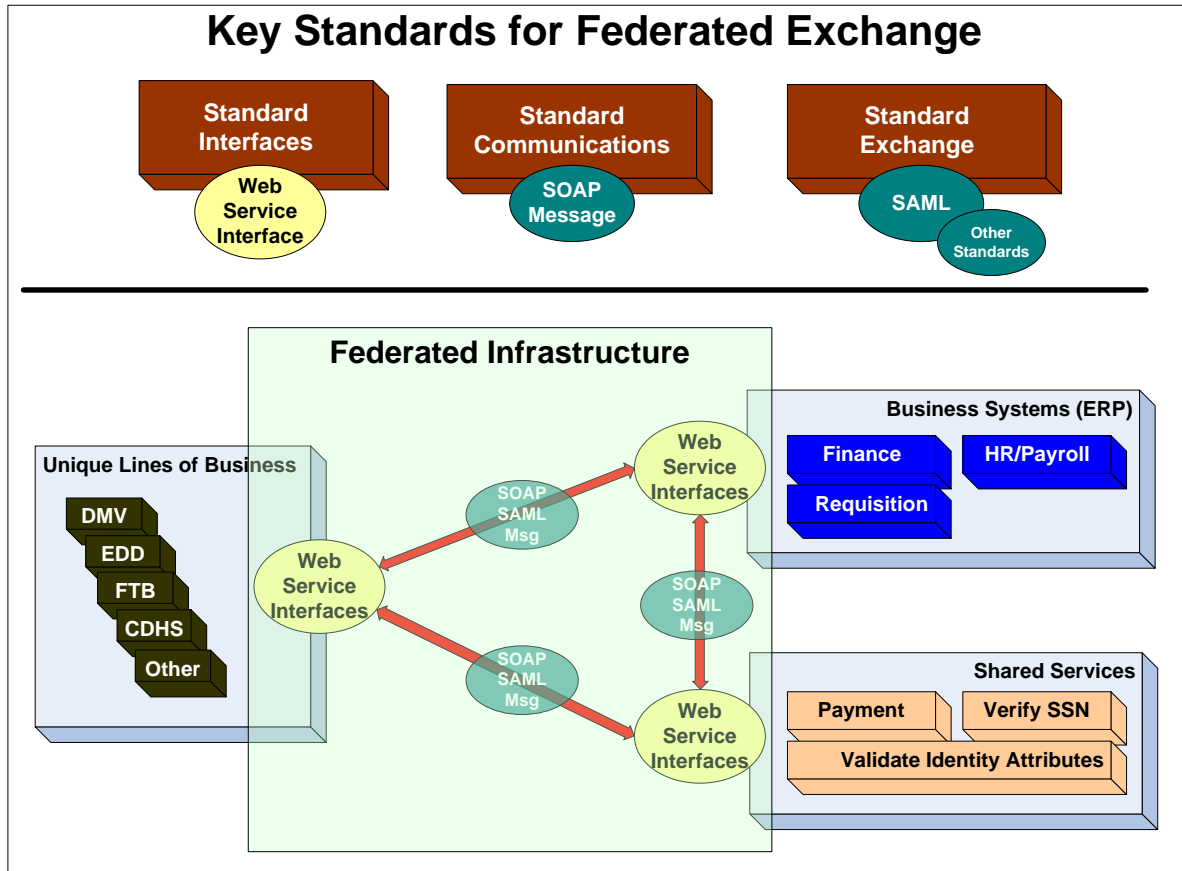 Key Standards for Federated Exchange
Standard
Interfaces
Web
Service
Interface
Standard
Communications
SOAP
Message
Standard
Exchange
SAML
Other
Standards
Federated Infrastructure
Unique Lines of Business
DMV
EDD
FTB
CDHS
Other
Web
Service
Interfaces
SOAP
SAML
Msg
SOAP
SAML
Msg
Web
Service
Interfaces
SOAP
SAML
Msg
Web
Service
Interfaces
Business Systems (ERP)
Finance
HR/Payroll
Requisition
Shared Services
Payment
Verify SSN
Validate Identity Attributes